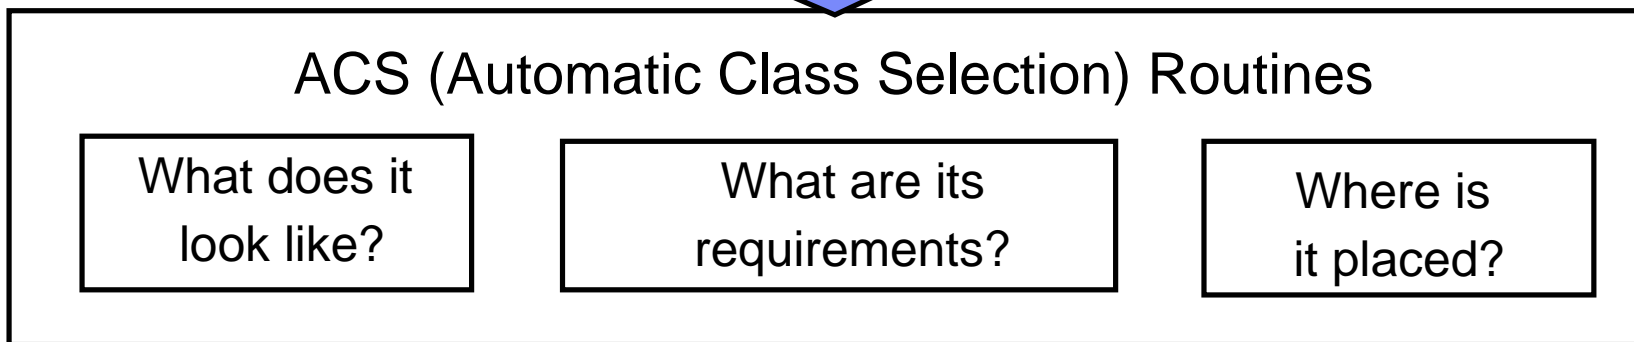 ACS (Automatic Class Selection) Routines
What does it
look like?
What are its
requirements?
Where is
it placed?